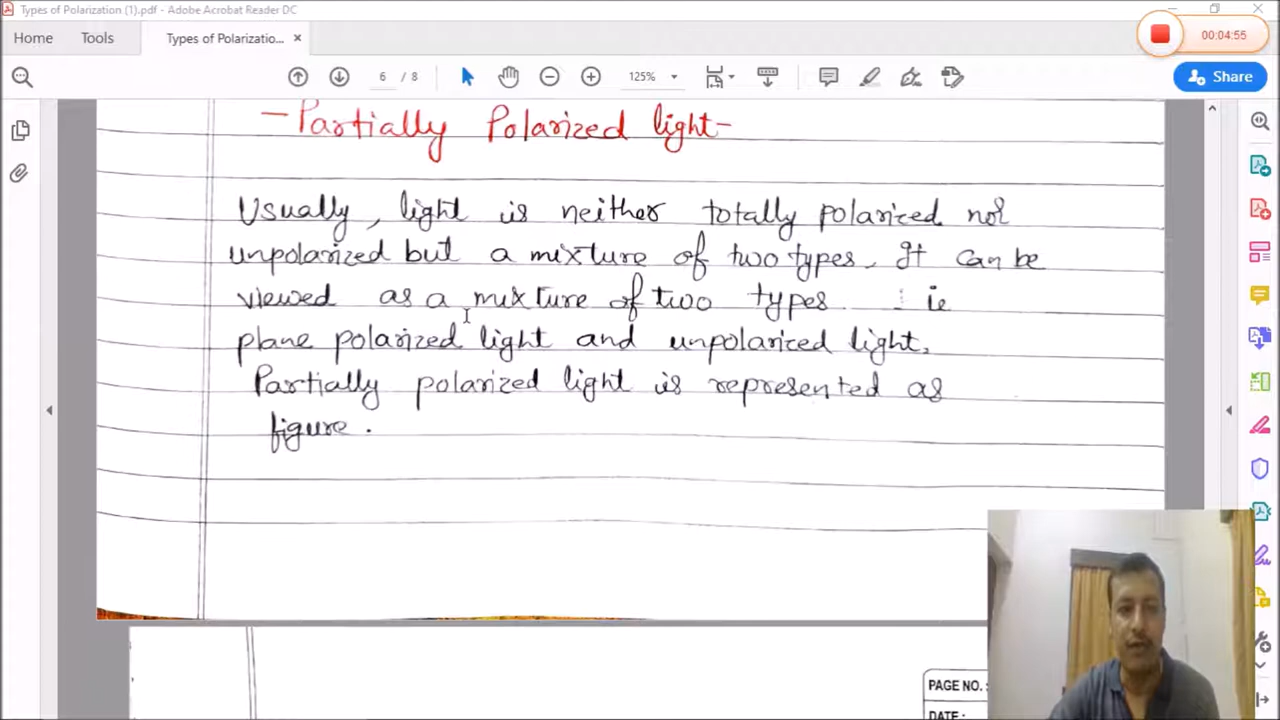 Types of Polarization (1).pdf - Adobe Acrobat Reader DC
Home Tools Types of Polarizatio... ×
00:04:55
6 / 8 125% Share
-Partially Polarized light-
Usually, light is neither totally polarized nor
unpolarized but a mixture of two types. It can be
viewed as a mixture of two types ie
plane polarized light and unpolarized light.
Partially polarized light is represented as
figure.
PAGE NO. :
DATE :